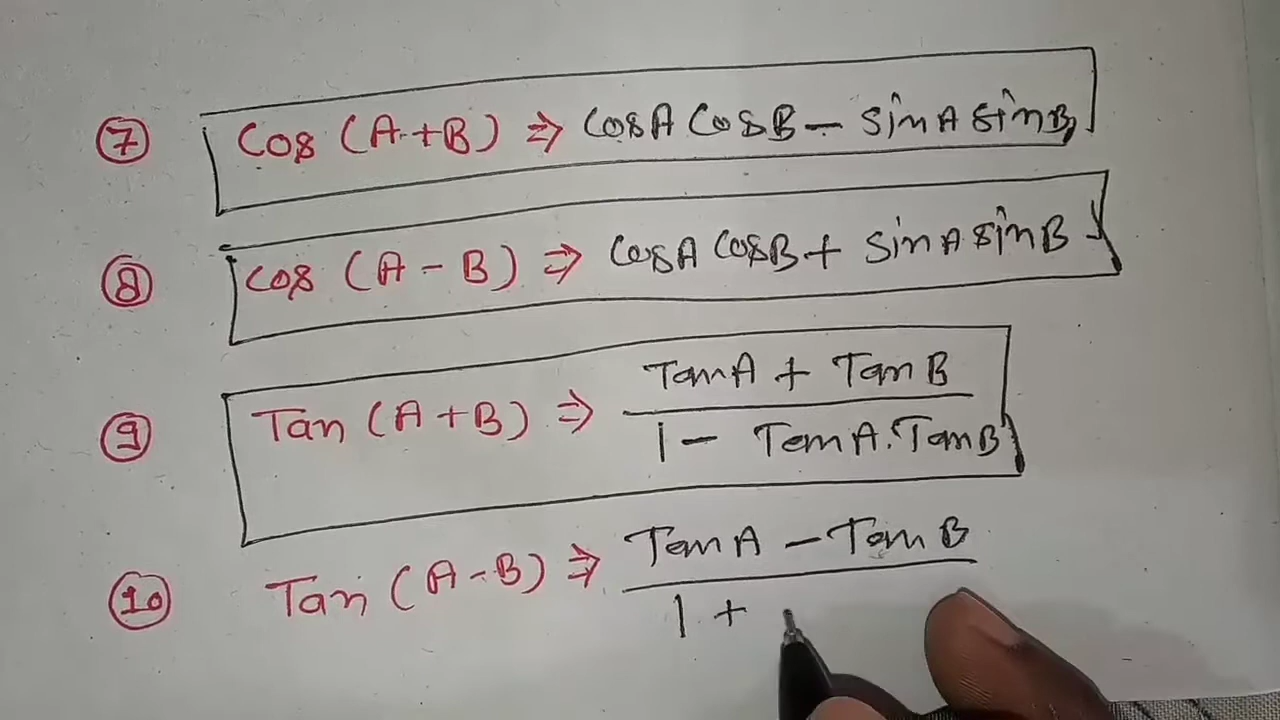 ⑦ Cos (A+B) ⇒ CosA CosB - sinA sinB
⑧ Cos (A-B) ⇒ CosA CosB + sinA sinB
⑨ Tan (A+B) ⇒ TanA + TanB
1 - TanA.TanB
⑩ Tan (A-B) ⇒ TanA - TanB
1 +